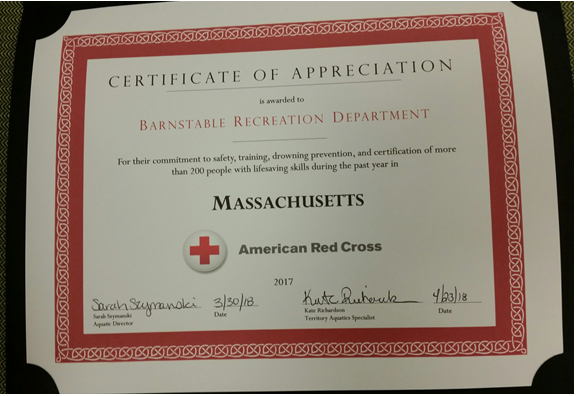 CERTIFICATE OF APPRECIATION
is awarded to
BARNSTABLE RECREATION DEPARTMENT
For their commitment to safety, training, drowning prevention, and certification of more
than 200 people with lifesaving skills during the past year in
MASSACHUSETTS
American Red Cross
2017
Sarah Szymanski 3/30/18 Kate 4/23/18
Sarah Szymanski Date Kate Richardson Date
Aquatic Director Territory Aquatics Specialist